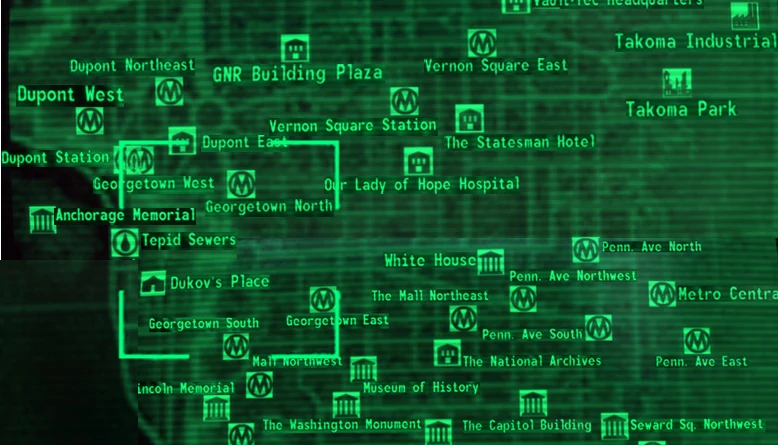 Vault-Tec Headquarters
Takoma Industrial
Dupont Northeast
GNR Building Plaza
Vernon Square East
Dupont West
Takoma Park
Vernon Square Station
Dupont East
The Statesman Hotel
Dupont Station
Georgetown West
Our Lady of Hope Hospital
Georgetown North
Anchorage Memorial
Tepid Sewers
Penn. Ave North
White House
Penn. Ave Northwest
Dukov's Place
The Mall Northeast
Metro Centra
Georgetown South
Georgetown East
Penn. Ave South
Mall Northwest
The National Archives
Penn. Ave East
incoln Memorial
Museum of History
The Washington Monument
The Capitol Building
Seward Sq. Northwest